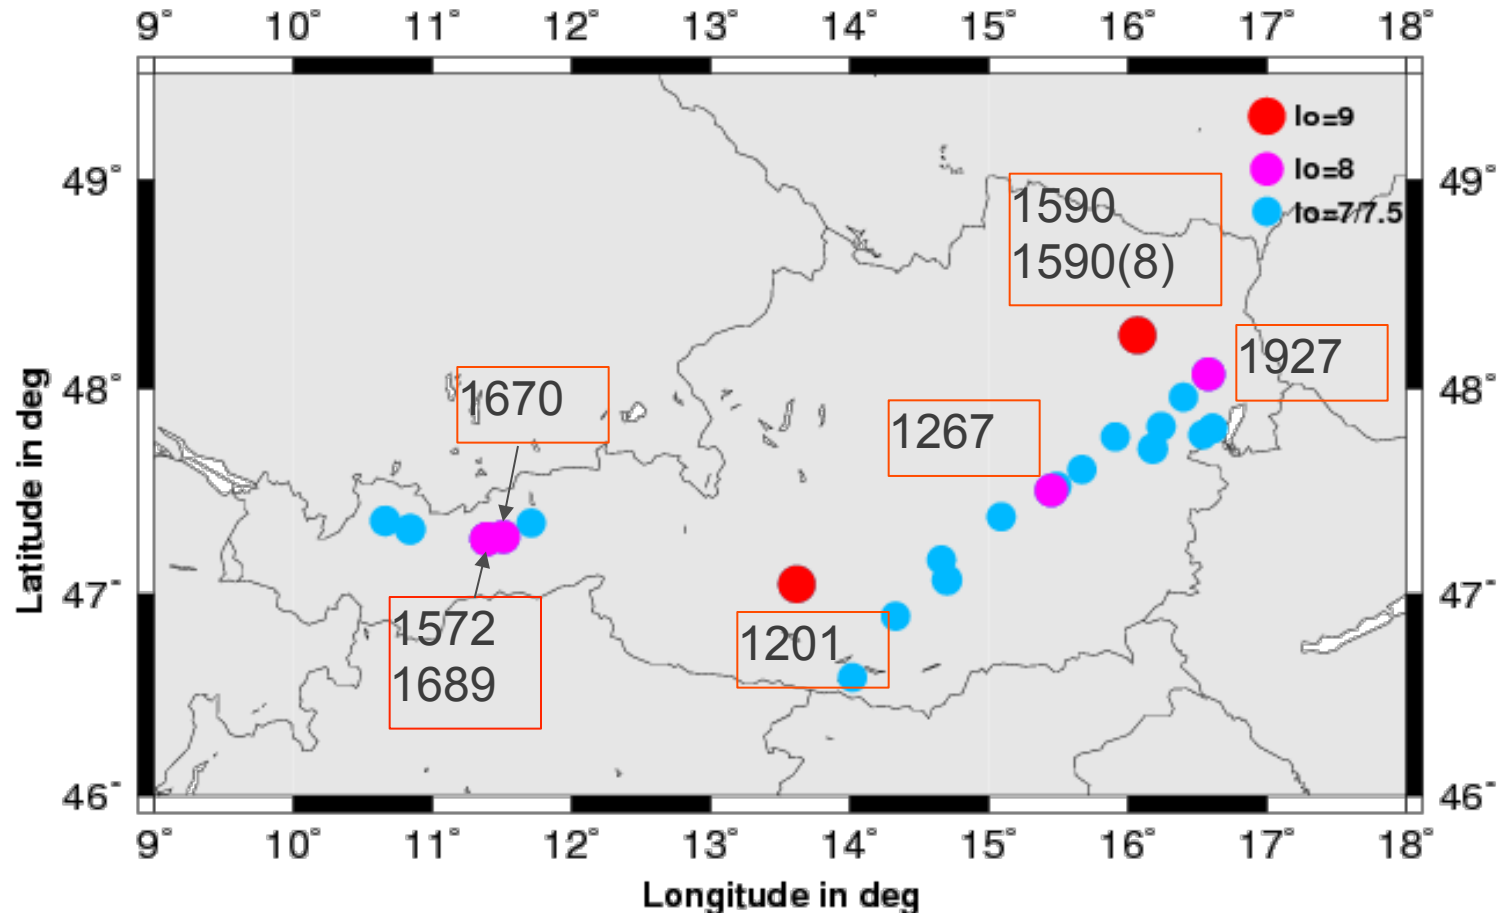 9° 10° 11° 12° 13° 14° 15° 16° 17° 18°
Io=9
49° Io=8 49°
Io=7/7.5
1590
1590(8)
1927
48° 48°
1670
1267
47° 47°
1572
1689
1201
46° 46°
9° 10° 11° 12° 13° 14° 15° 16° 17° 18°
Latitude in deg
Longitude in deg